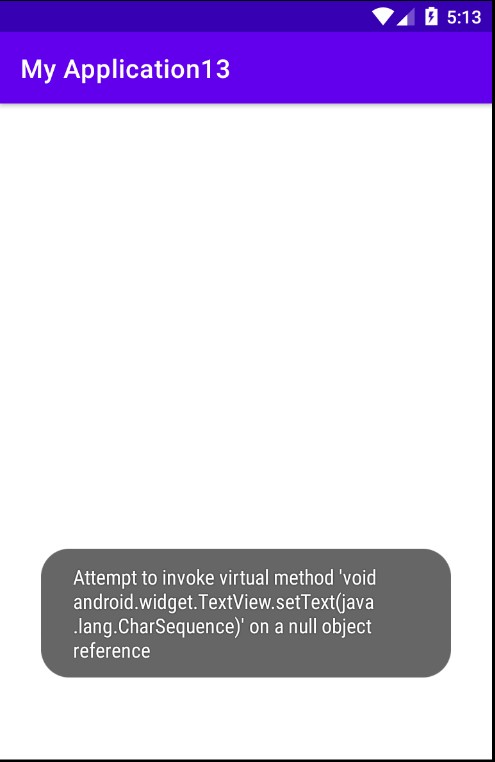 5:13
My Application13
Attempt to invoke virtual method 'void
android.widget.TextView.setText(java
.lang.CharSequence)' on a null object
reference